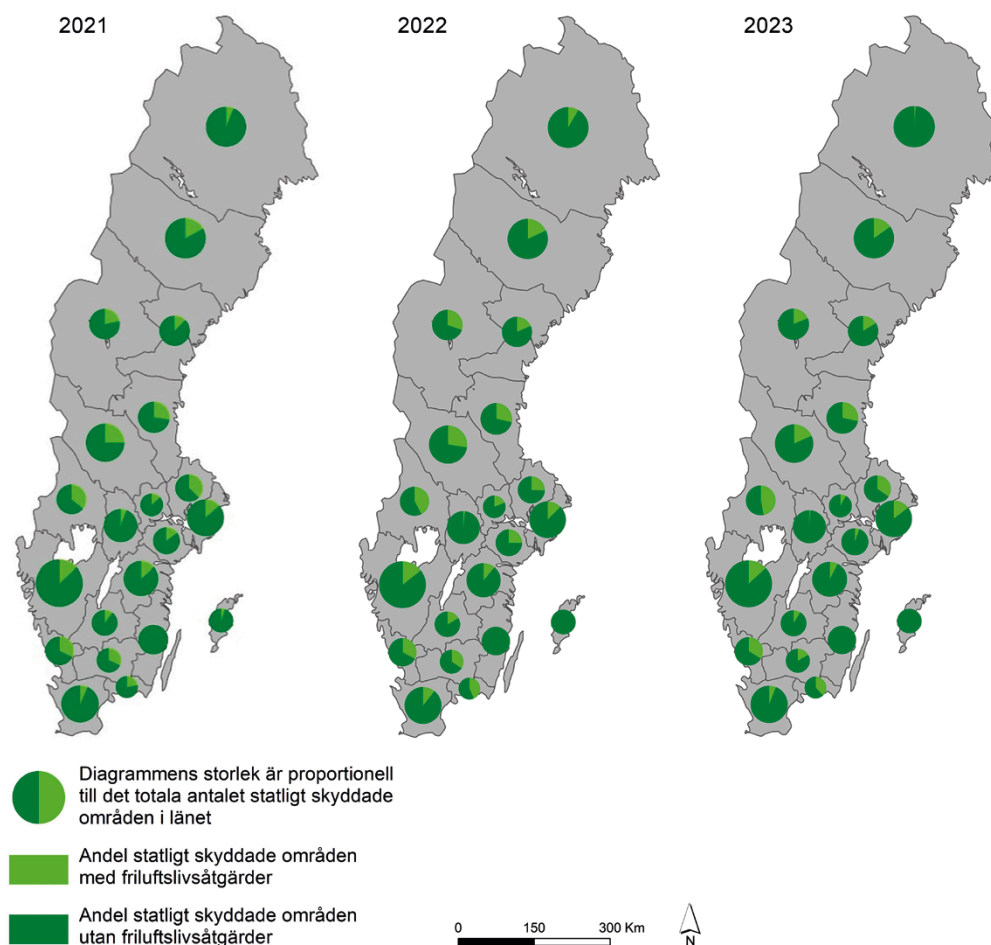 2021
2022
2023
Diagrammens storlek är proportionell
till det totala antalet statligt skyddade
områden i länet
Andel statligt skyddade områden
med friluftslivsåtgärder
Andel statligt skyddade områden
utan friluftslivsåtgärder
0 150 300 Km
N